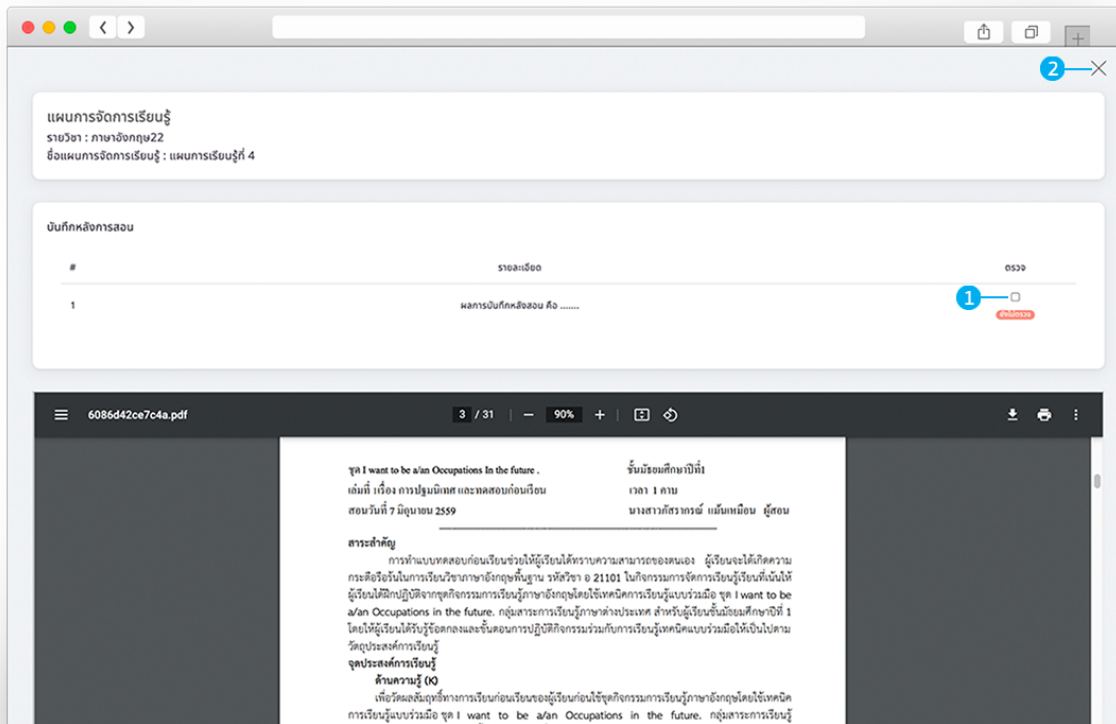 2
แผนการจัดการเรียนรู้
รายวิชา : ภาษาอังกฤษ22
ชื่อแผนการจัดการเรียนรู้ : แผนการเรียนรู้ที่ 4
บันทึกหลังการสอน
# รายละเอียด ตรวจ
1 ผลการบันทึกหลังสอน คือ ....... 1
ยังไม่ตรวจ
6086d42ce7c4a.pdf 3 / 31 90%
ชุด I want to be a/an Occupations In the future . ชั้นมัธยมศึกษาปีที่1
เล่มที่ 1เรื่อง การปฐมนิเทศ และทดสอบก่อนเรียน เวลา 1 คาบ
สอนวันที่ 7 มิถุนายน 2559 นางสาวภัสรากรณ์ แม้นเหมือน ผู้สอน
สาระสำคัญ
การทำแบบทดสอบก่อนเรียนช่วยให้ผู้เรียนได้ทราบความสามารถของตนเอง ผู้เรียนจะได้เกิดความ
กระตือรือร้นในการเรียนวิชาภาษาอังกฤษพื้นฐาน รหัสวิชา อ 21101 ในกิจกรรมการจัดการเรียนรู้เรียนที่เน้นให้
ผู้เรียนได้ฝึกปฏิบัติจากชุดกิจกรรมการเรียนรู้ภาษาอังกฤษโดยใช้เทคนิคการเรียนรู้แบบร่วมมือ ชุด I want to be
a/an Occupations in the future. กลุ่มสาระการเรียนรู้ภาษาต่างประเทศ สำหรับผู้เรียนชั้นมัธยมศึกษาปีที่ 1
โดยให้ผู้เรียนได้รับรู้ข้อตกลงและขั้นตอนการปฏิบัติกิจกรรมร่วมกับการเรียนรู้เทคนิคแบบร่วมมือให้เป็นไปตาม
วัตถุประสงค์การเรียนรู้
จุดประสงค์การเรียนรู้
ด้านความรู้ (K)
เพื่อวัดผลสัมฤทธิ์ทางการเรียนก่อนเรียนของผู้เรียนก่อนใช้ชุดกิจกรรมการเรียนรู้ภาษาอังกฤษโดยใช้เทคนิค
การเรียนรู้แบบร่วมมือ ชุด I want to be a/an Occupations in the future. กลุ่มสาระการเรียนรู้